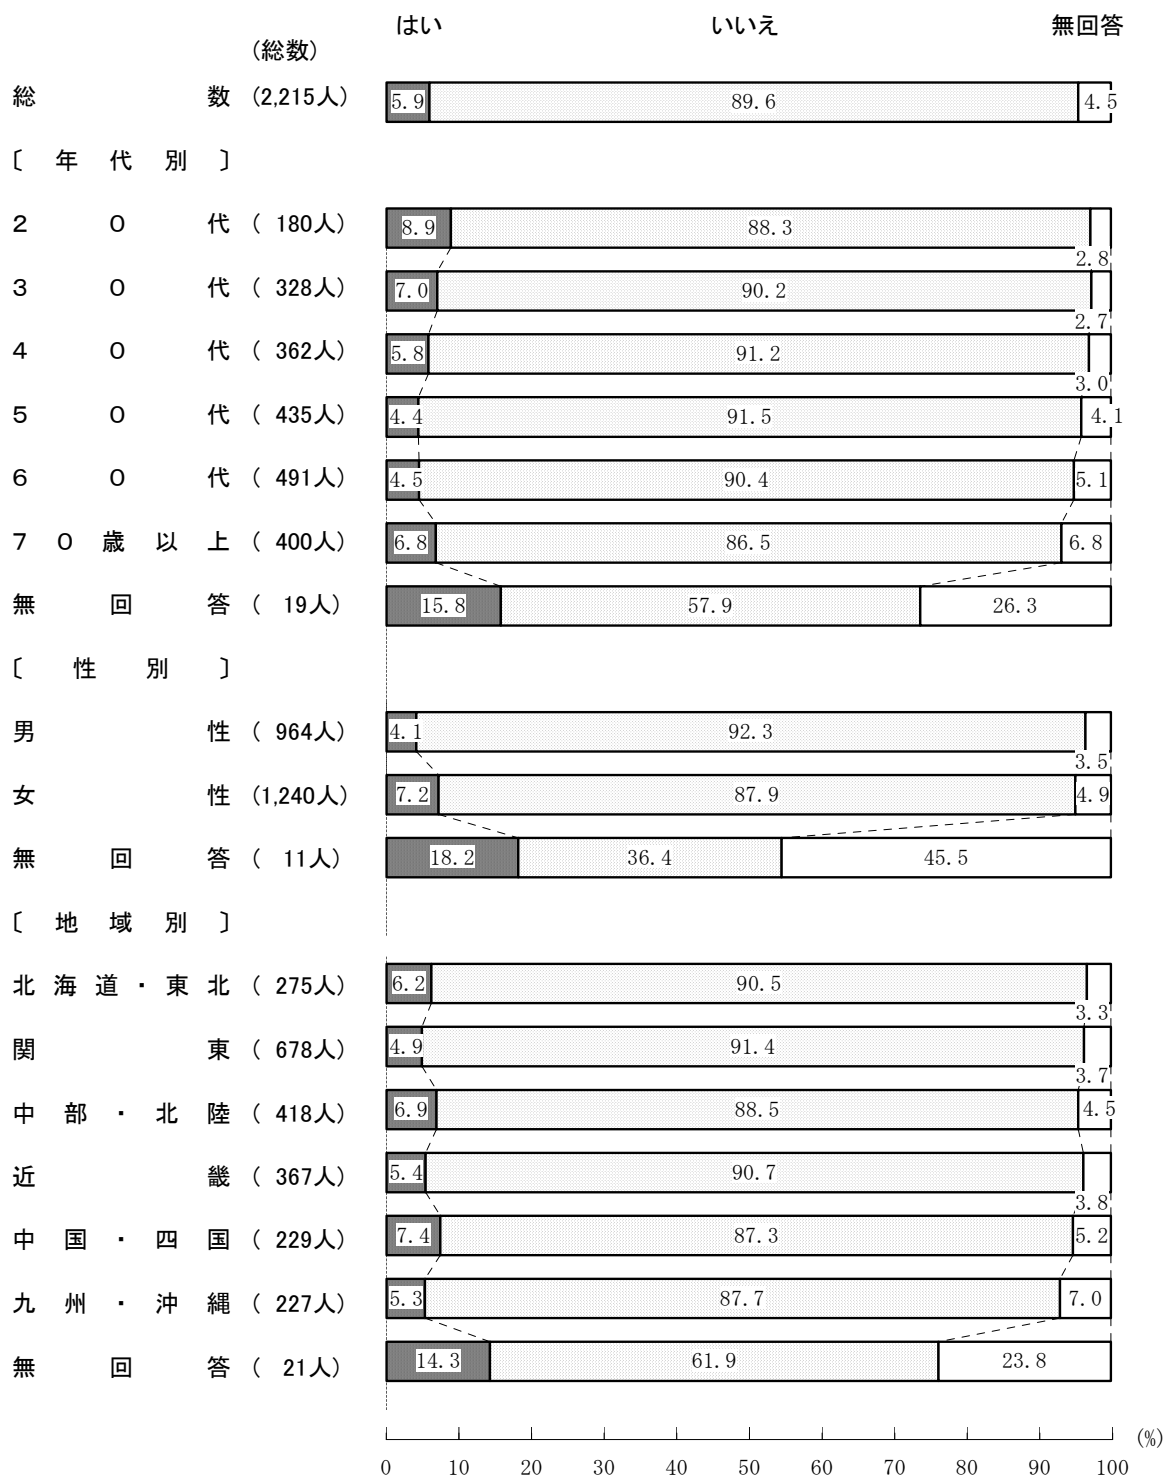 はい いいえ 無回答
(総数)
総数 (2,215人) 5.9 89.6 4.5
〔年代別〕
20代 ( 180人) 8.9 88.3 2.8
30代 ( 328人) 7.0 90.2 2.7
40代 ( 362人) 5.8 91.2 3.0
50代 ( 435人) 4.4 91.5 4.1
60代 ( 491人) 4.5 90.4 5.1
70歳以上 ( 400人) 6.8 86.5 6.8
無回答 ( 19人) 15.8 57.9 26.3
〔性別〕
男性 ( 964人) 4.1 92.3 3.5
女性 (1,240人) 7.2 87.9 4.9
無回答 ( 11人) 18.2 36.4 45.5
〔地域別〕
北海道・東北 ( 275人) 6.2 90.5 3.3
関東 ( 678人) 4.9 91.4 3.7
中部・北陸 ( 418人) 6.9 88.5 4.5
近畿 ( 367人) 5.4 90.7 3.8
中国・四国 ( 229人) 7.4 87.3 5.2
九州・沖縄 ( 227人) 5.3 87.7 7.0
無回答 ( 21人) 14.3 61.9 23.8
0 10 20 30 40 50 60 70 80 90 100 (%)